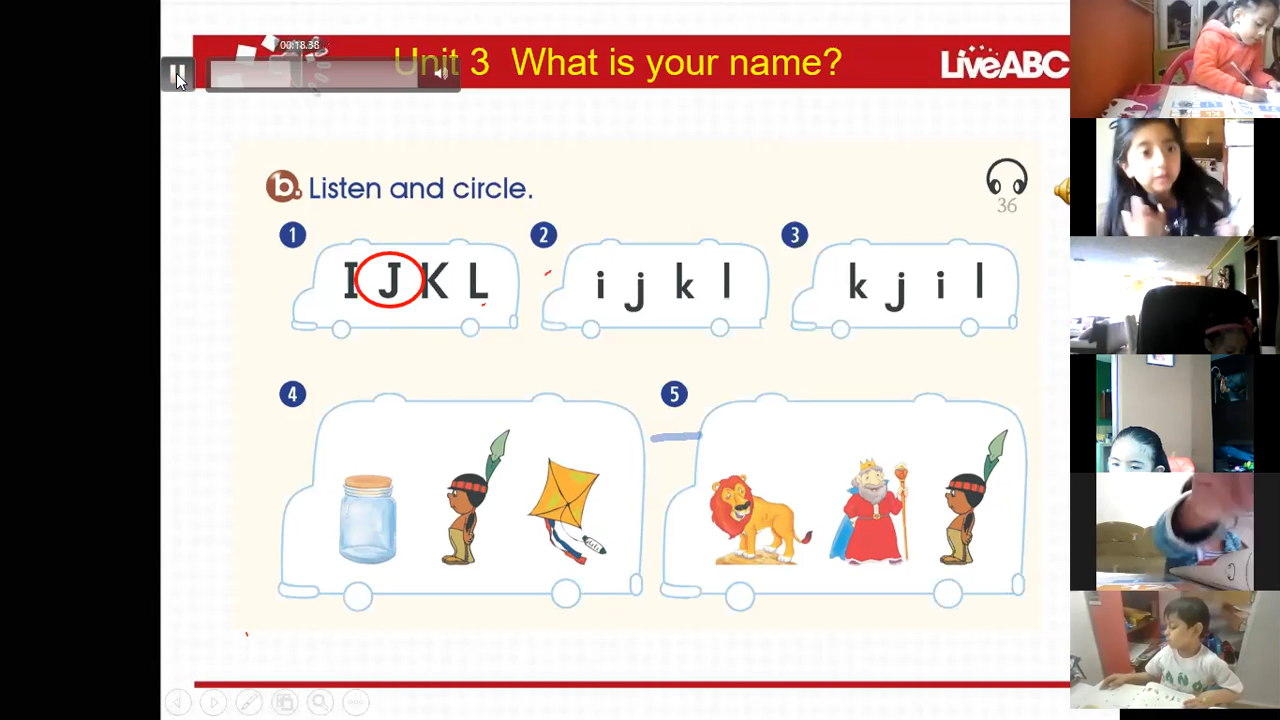 00:18.38
Unit 3 What is your name?
LiveABC
b. Listen and circle.
36
1
I J K L
2
i j k l
3
k j i l
4
5